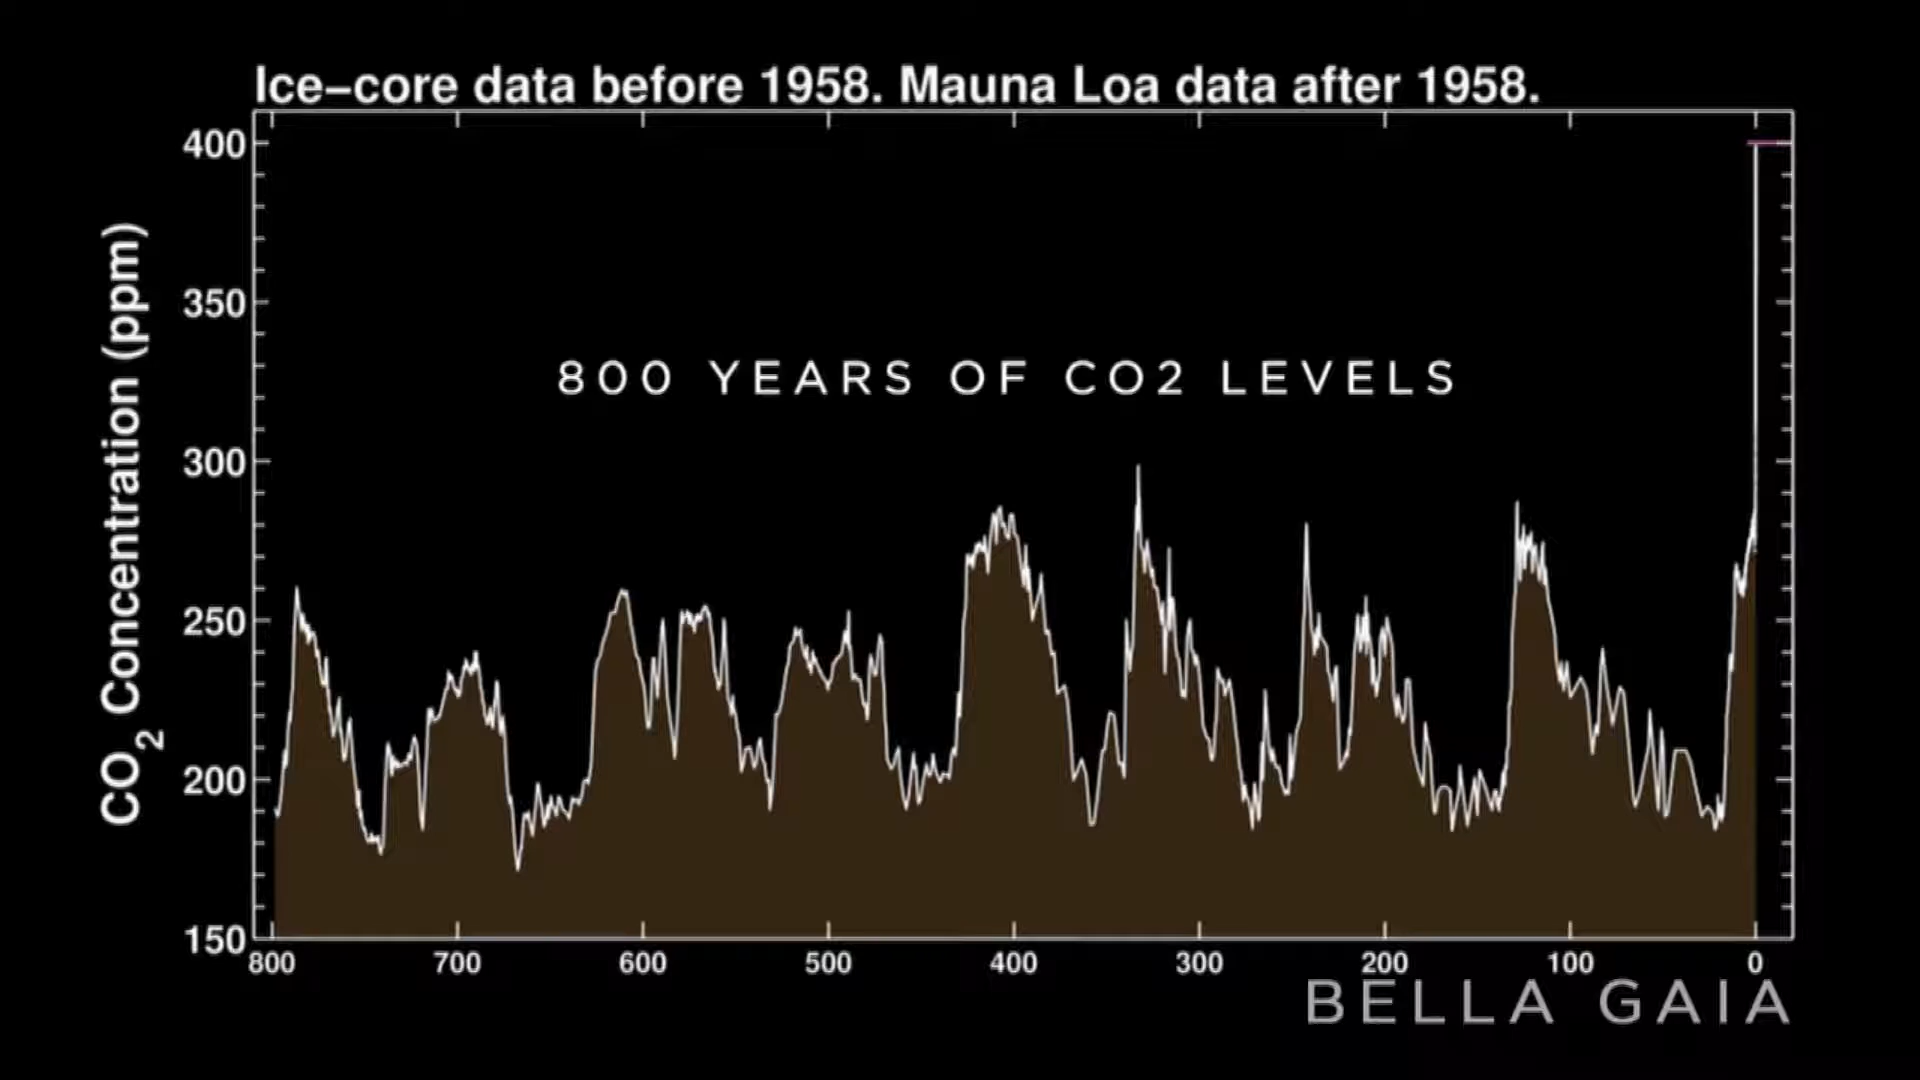 Ice–core data before 1958. Mauna Loa data after 1958.
400
350
300
250
200
150
CO2 Concentration (ppm)
800 YEARS OF CO2 LEVELS
800 700 600 500 400 300 200 100 0
BELLA GAIA